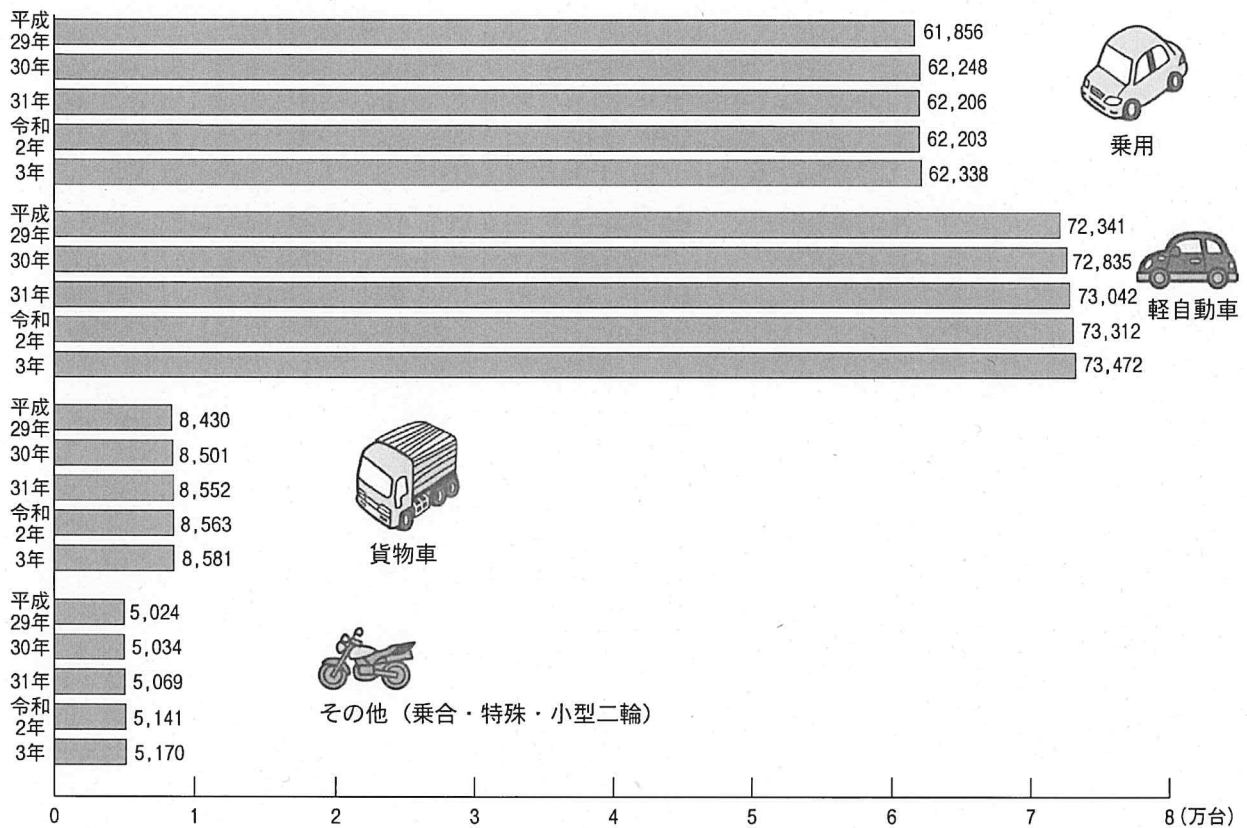 平成
29年 61,856
30年 62,248
31年 62,206
令和
2年 62,203
3年 62,338
乗用
平成
29年 72,341
30年 72,835
31年 73,042
令和
2年 73,312
3年 73,472
軽自動車
平成
29年 8,430
30年 8,501
31年 8,552
令和
2年 8,563
3年 8,581
貨物車
平成
29年 5,024
30年 5,034
31年 5,069
令和
2年 5,141
3年 5,170
その他(乗合・特殊・小型二輪)
0 1 2 3 4 5 6 7 8(万台)